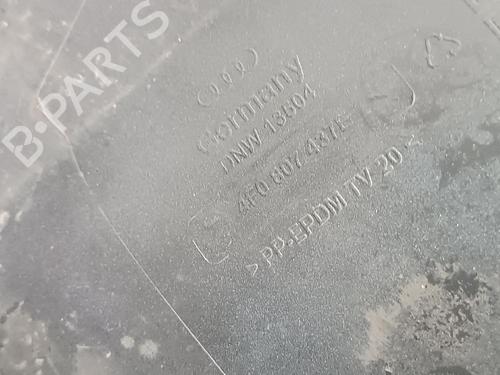 B-PARTS
Germany
DNW 13604
4F0 807 437E
>PP-EPDM TV 20<